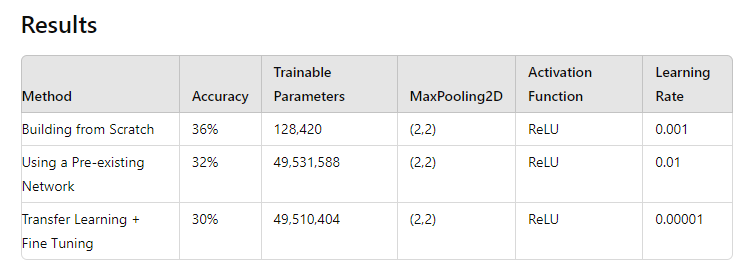 Results
Method Accuracy Trainable Parameters MaxPooling2D Activation Function Learning Rate
Building from Scratch 36% 128,420 (2,2) ReLU 0.001
Using a Pre-existing Network 32% 49,531,588 (2,2) ReLU 0.01
Transfer Learning + Fine Tuning 30% 49,510,404 (2,2) ReLU 0.00001